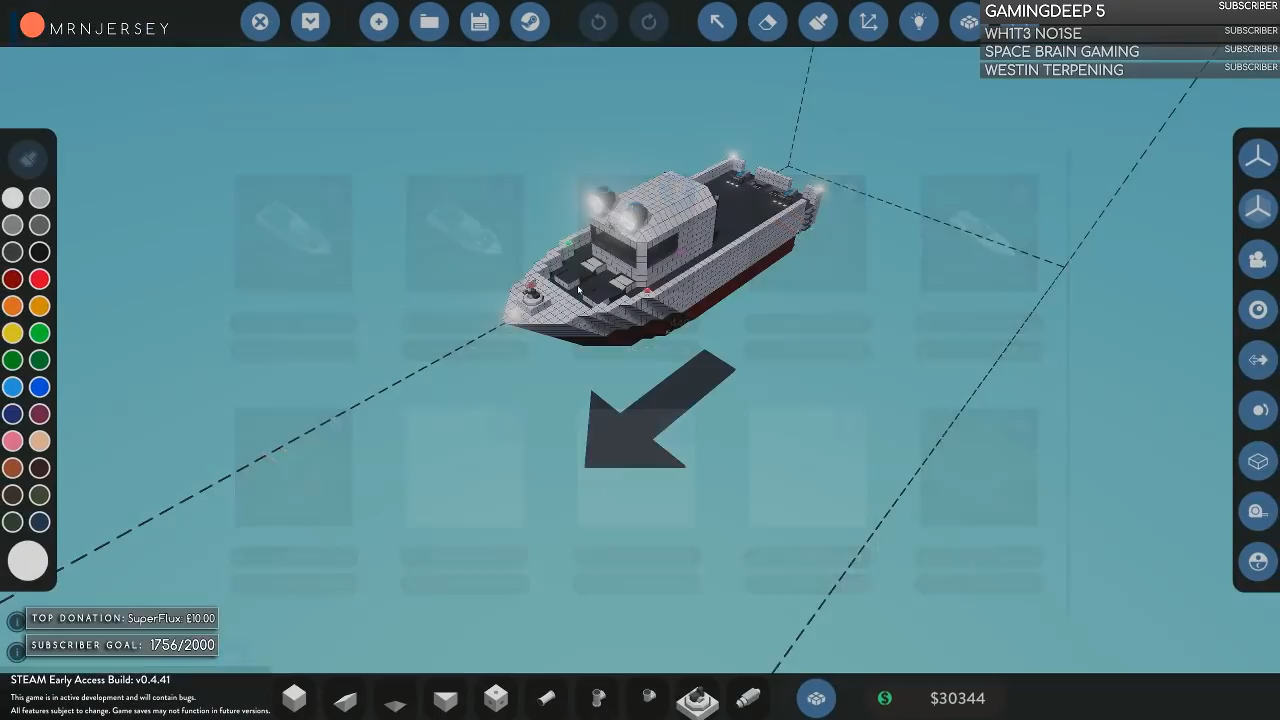 MRNJERSEY
GAMINGDEEP 5 SUBSCRIBER
WH1T3 NO1SE SUBSCRIBER
SPACE BRAIN GAMING SUBSCRIBER
WESTIN TERPENING SUBSCRIBER
TOP DONATION: SuperFlux: £10.00
SUBSCRIBER GOAL: 1756/2000
STEAM Early Access Build: v0.4.41
This game is in active development and will contain bugs.
All features subject to change. Game saves may not function in future versions.
$ $30344